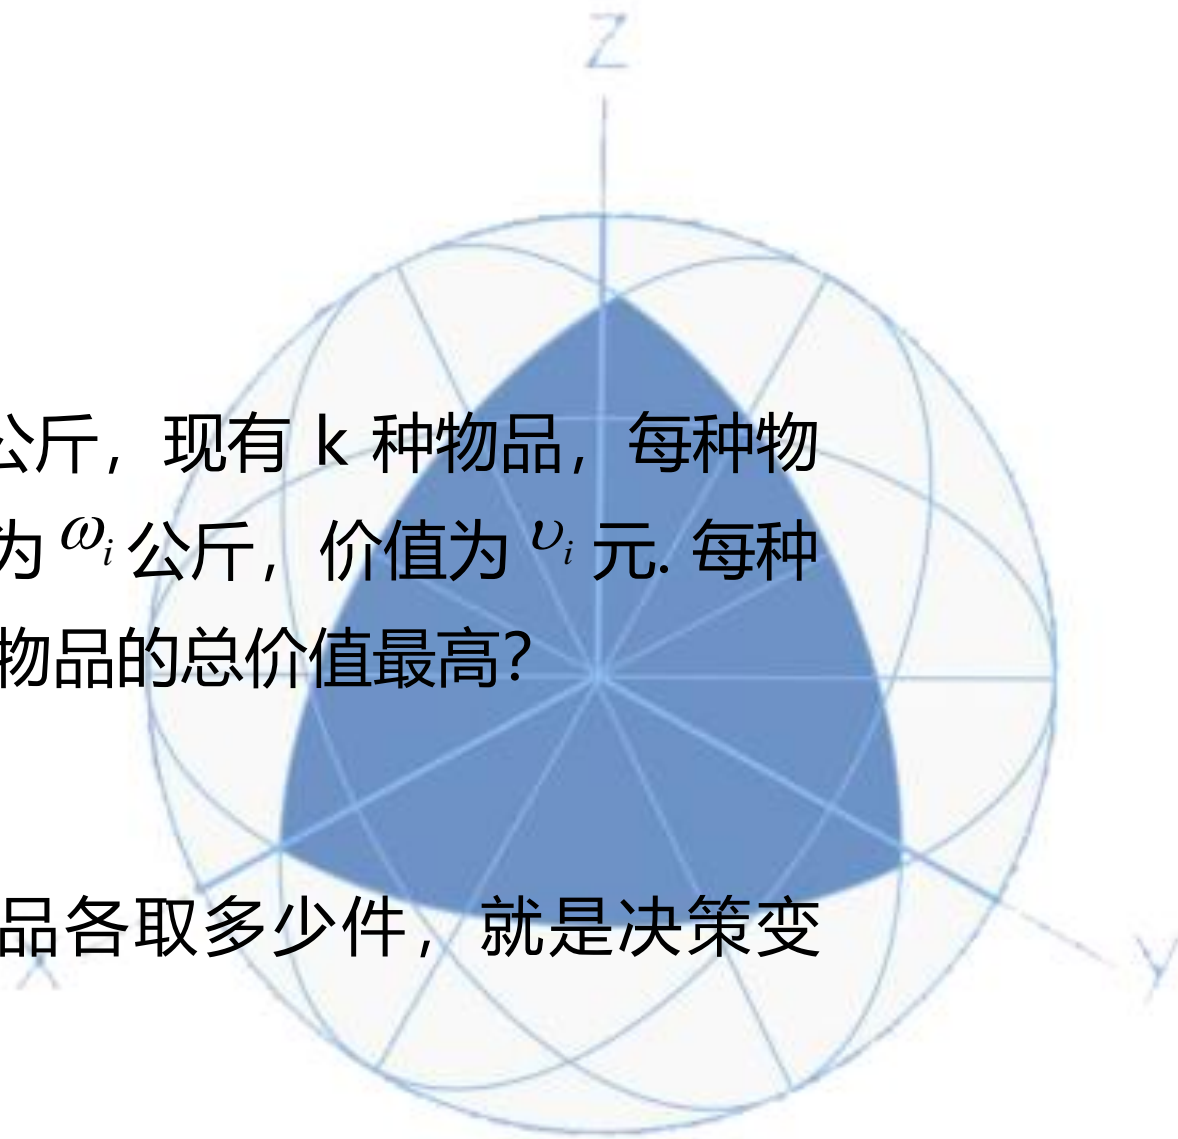 Z
公斤，现有 k 种物品，每种物
为 ω_i 公斤，价值为 υ_i 元. 每种
物品的总价值最高？
品各取多少件，就是决策变
X
y